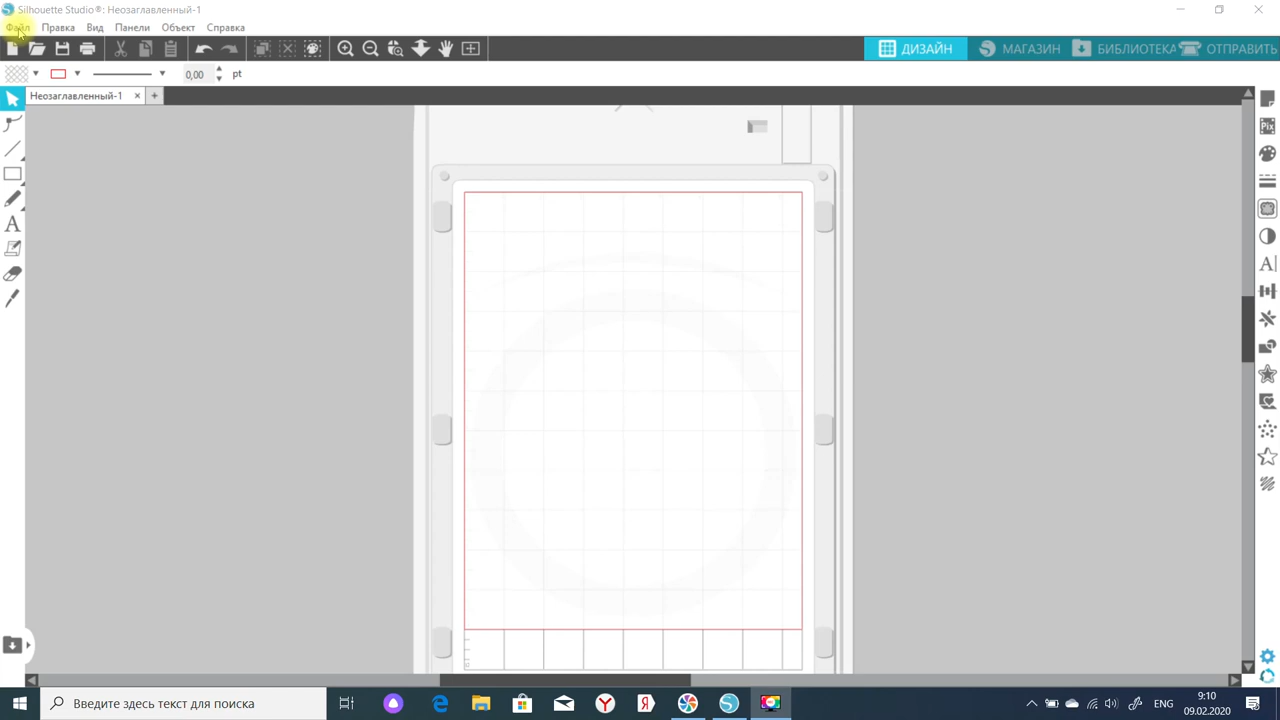 Silhouette Studio®: Неозаглавленный-1
Файл Правка Вид Панели Объект Справка
ДИЗАЙН МАГАЗИН БИБЛИОТЕКА ОТПРАВИТЬ
0,00 pt
Неозаглавленный-1 × +
Pix
A
A
Введите здесь текст для поиска
ENG
9:10
09.02.2020